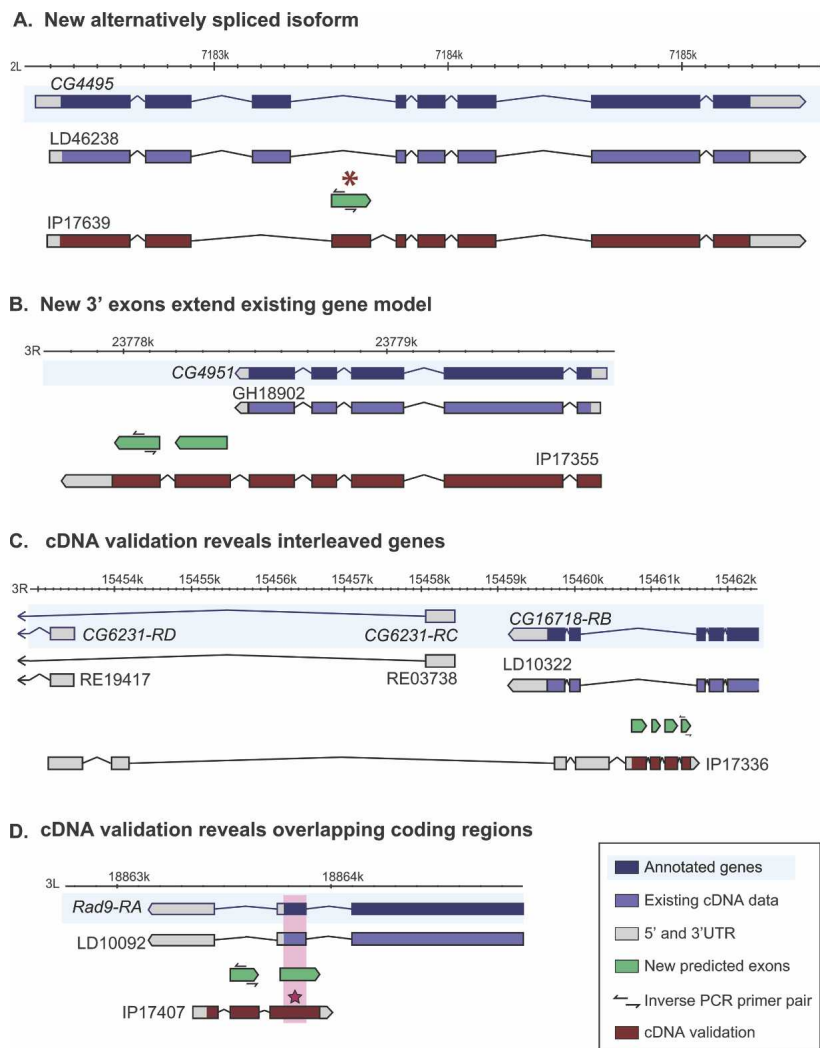 A. New alternatively spliced isoform
7183k 7184k 7185k
2L
CG4495
LD46238
*
IP17639
B. New 3’ exons extend existing gene model
23778k 23779k
3R
CG4951
GH18902
IP17355
C. cDNA validation reveals interleaved genes
15454k 15455k 15456k 15457k 15458k 15459k 15460k 15461k 15462k
3R
CG6231-RD CG6231-RC CG16718-RB
RE19417 RE03738 LD10322
IP17336
D. cDNA validation reveals overlapping coding regions
18863k 18864k
3L
Rad9-RA
LD10092
IP17407
Annotated genes
Existing cDNA data
5’ and 3’UTR
New predicted exons
Inverse PCR primer pair
cDNA validation